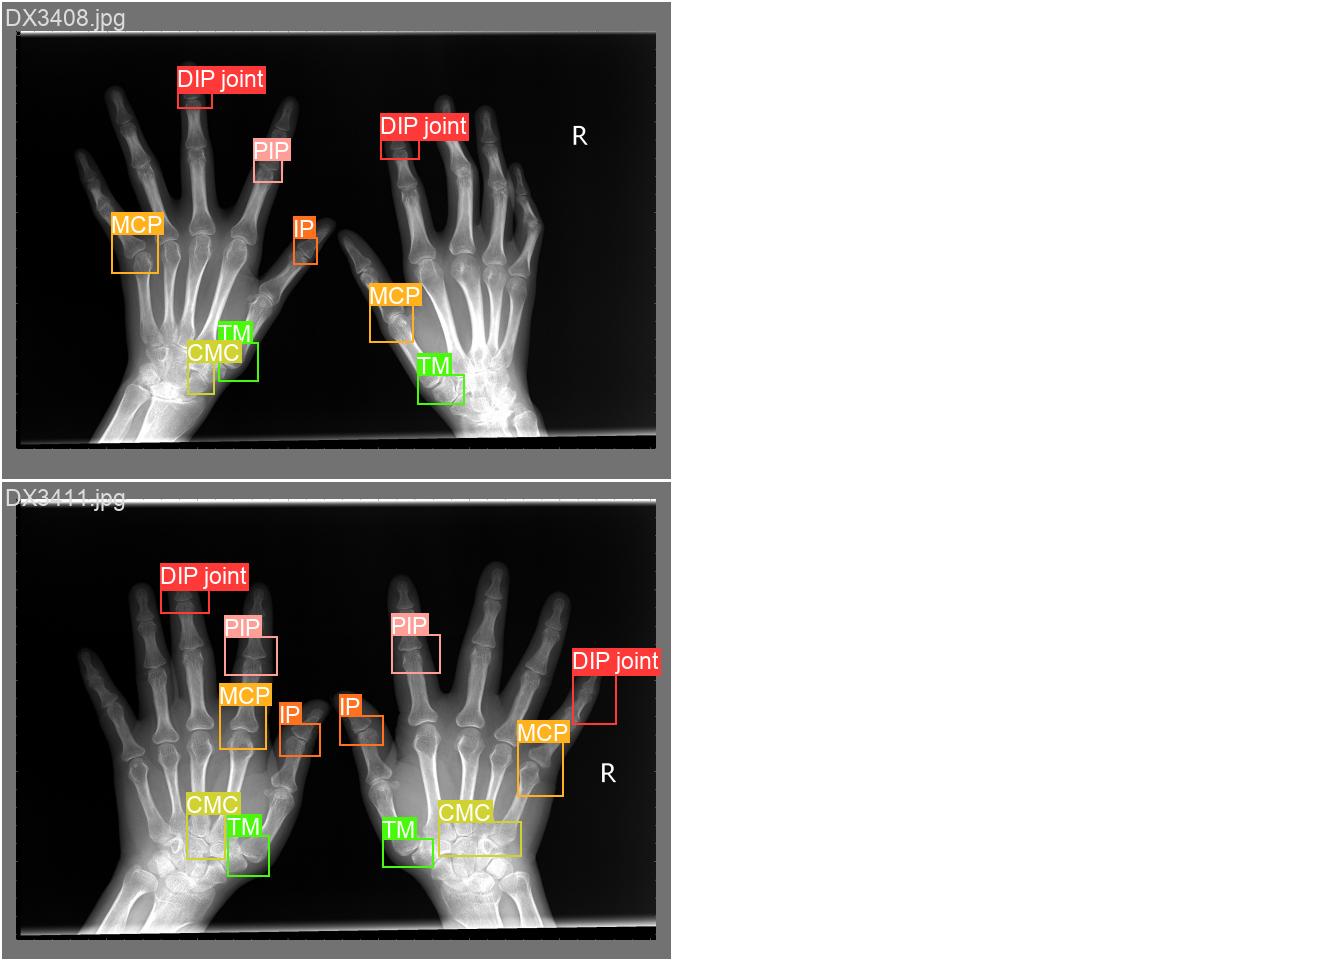 DX3408.jpg
DIP joint
DIP joint
R
PIP
MCP
IP
MCP
TM
CMC
TM
DX3411.jpg
DIP joint
PIP
PIP
DIP joint
MCP
IP
IP
MCP
R
CMC
TM
CMC
TM